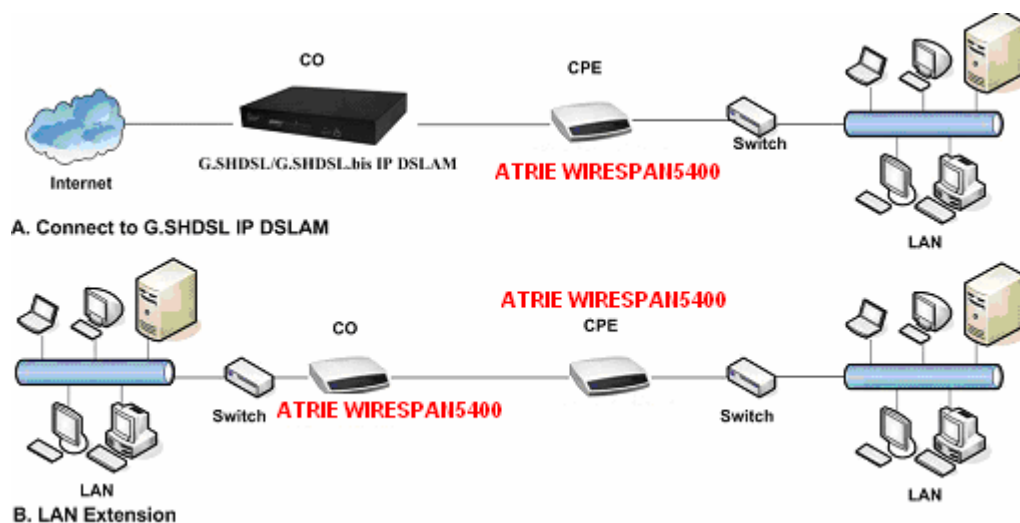 CO
CPE
Switch
G.SHDSL/G.SHDSL.bis IP DSLAM
ATRIE WIRESPAN5400
Internet
A. Connect to G.SHDSL IP DSLAM
LAN
ATRIE WIRESPAN5400
CO
CPE
Switch
ATRIE WIRESPAN5400
Switch
LAN
LAN
B. LAN Extension